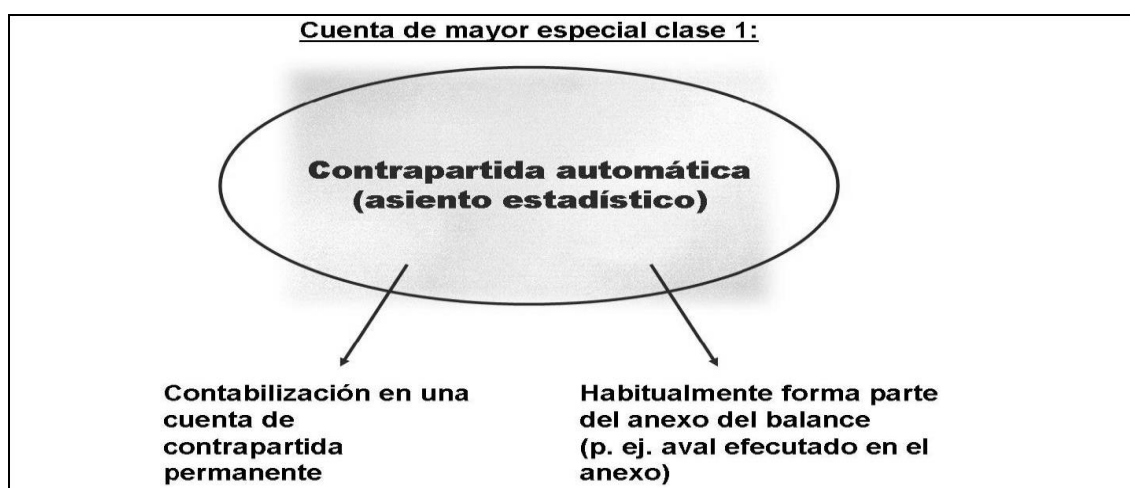 Cuenta de mayor especial clase 1:
Contrapartida automática
(asiento estadístico)
Contabilización en una
cuenta de
contrapartida
permanente
Habitualmente forma parte
del anexo del balance
(p. ej. aval efectuado en el
anexo)